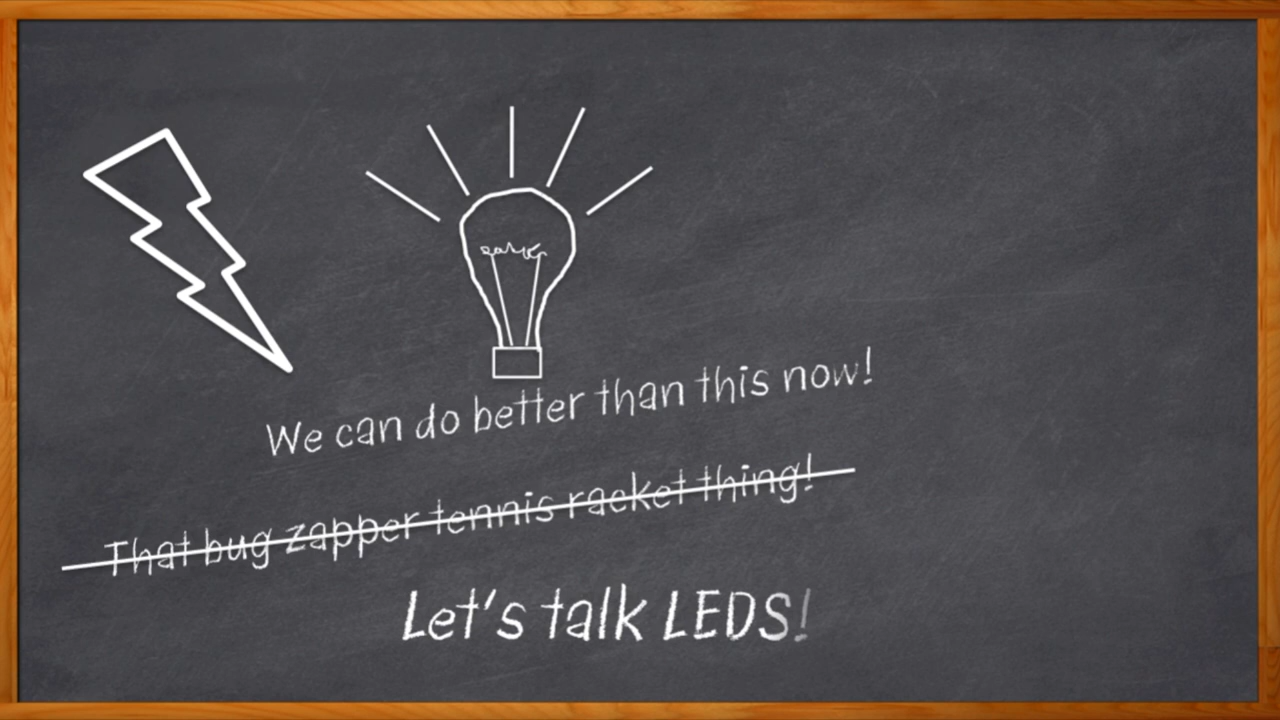 We can do better than this now!
That bug zapper tennis racket thing!
Let's talk LEDS!